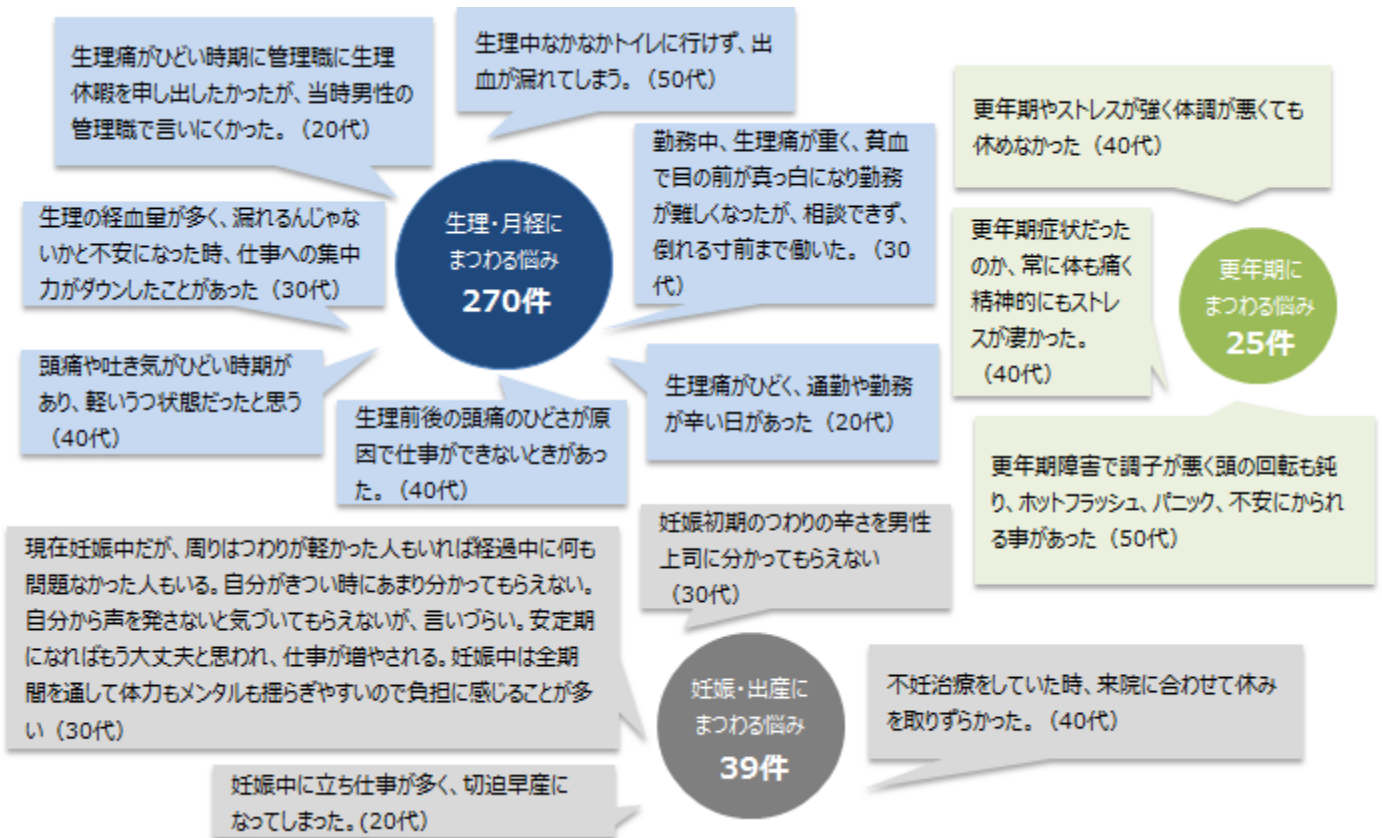 生理痛がひどい時期に管理職に生理
休暇を申し出したかったが、当時男性の
管理職で言いにくかった。（20代）
生理中なかなかトイレに行けず、出
血が漏れてしまう。（50代）
勤務中、生理痛が重く、貧血
で目の前が真っ白になり勤務
が難しくなったが、相談できず、
倒れる寸前まで働いた。（30
代）
生理の経血量が多く、漏れるんじゃな
いかと不安になった時、仕事への集中
力がダウンしたことがあった（30代）
生理・月経に
まつわる悩み
270件
頭痛や吐き気がひどい時期が
あり、軽いうつ状態だったと思う
（40代）
生理前後の頭痛のひどさが原
因で仕事ができないときがあっ
た。（40代）
生理痛がひどく、通勤や勤務
が辛い日があった（20代）
更年期やストレスが強く体調が悪くても
休めなかった（40代）
更年期症状だった
のか、常に体も痛く
精神的にもストレ
スが凄かった。
（40代）
更年期に
まつわる悩み
25件
更年期障害で調子が悪く頭の回転も鈍
り、ホットフラッシュ、パニック、不安にかられ
る事があった（50代）
妊娠初期のつわりの辛さを男性
上司に分かってもらえない
（30代）
現在妊娠中だが、周りはつわりが軽かった人もいれば経過中に何も
問題なかった人もいる。自分がきつい時にあまり分かってもらえない。
自分から声を発さないと気づいてもらえないが、言いづらい。安定期
になればもう大丈夫と思われ、仕事が増やされる。妊娠中は全期
間を通して体力もメンタルも揺らぎやすいので負担に感じることが多
い（30代）
妊娠・出産に
まつわる悩み
39件
不妊治療をしていた時、来院に合わせて休み
を取りずらかった。（40代）
妊娠中に立ち仕事が多く、切迫早産に
なってしまった。(20代）